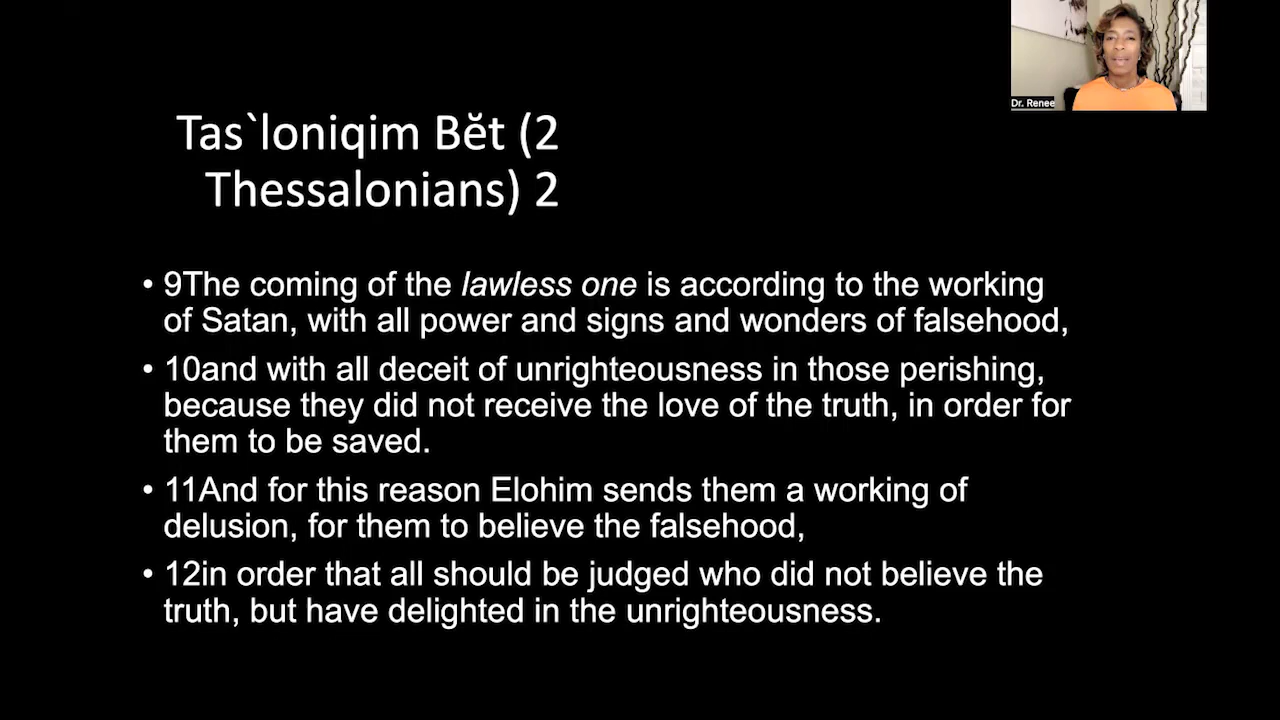 Dr. Renee
Tas`loniqim Bĕt (2
Thessalonians) 2
• 9The coming of the lawless one is according to the working
of Satan, with all power and signs and wonders of falsehood,
• 10and with all deceit of unrighteousness in those perishing,
because they did not receive the love of the truth, in order for
them to be saved.
• 11And for this reason Elohim sends them a working of
delusion, for them to believe the falsehood,
• 12in order that all should be judged who did not believe the
truth, but have delighted in the unrighteousness.